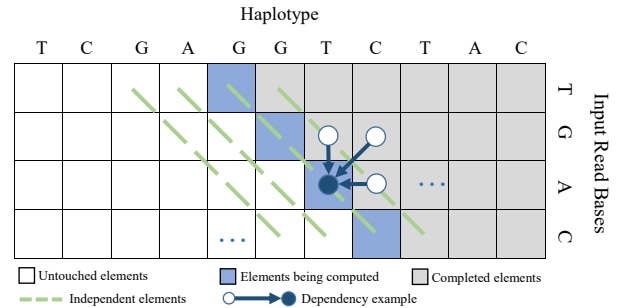 Haplotype
T C G A G G T C T A C
T
G
A
C
Input Read Bases
...
...
Untouched elements
Elements being computed
Completed elements
Independent elements
Dependency example